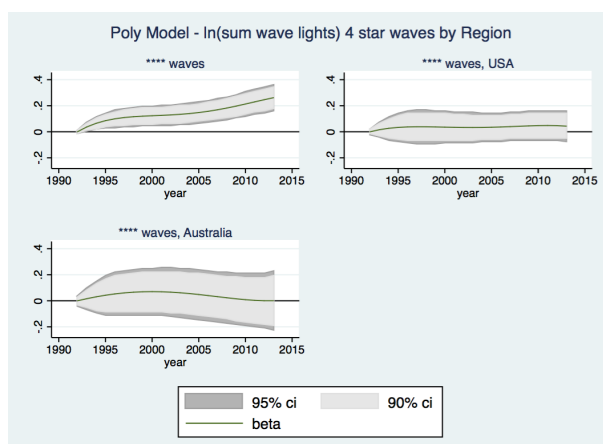 Poly Model - ln(sum wave lights) 4 star waves by Region
**** waves
.4
.2
0
-.2
1990 1995 2000 2005 2010 2015
year
**** waves, USA
.4
.2
0
-.2
1990 1995 2000 2005 2010 2015
year
**** waves, Australia
.4
.2
0
-.2
1990 1995 2000 2005 2010 2015
year
95% ci 90% ci
beta